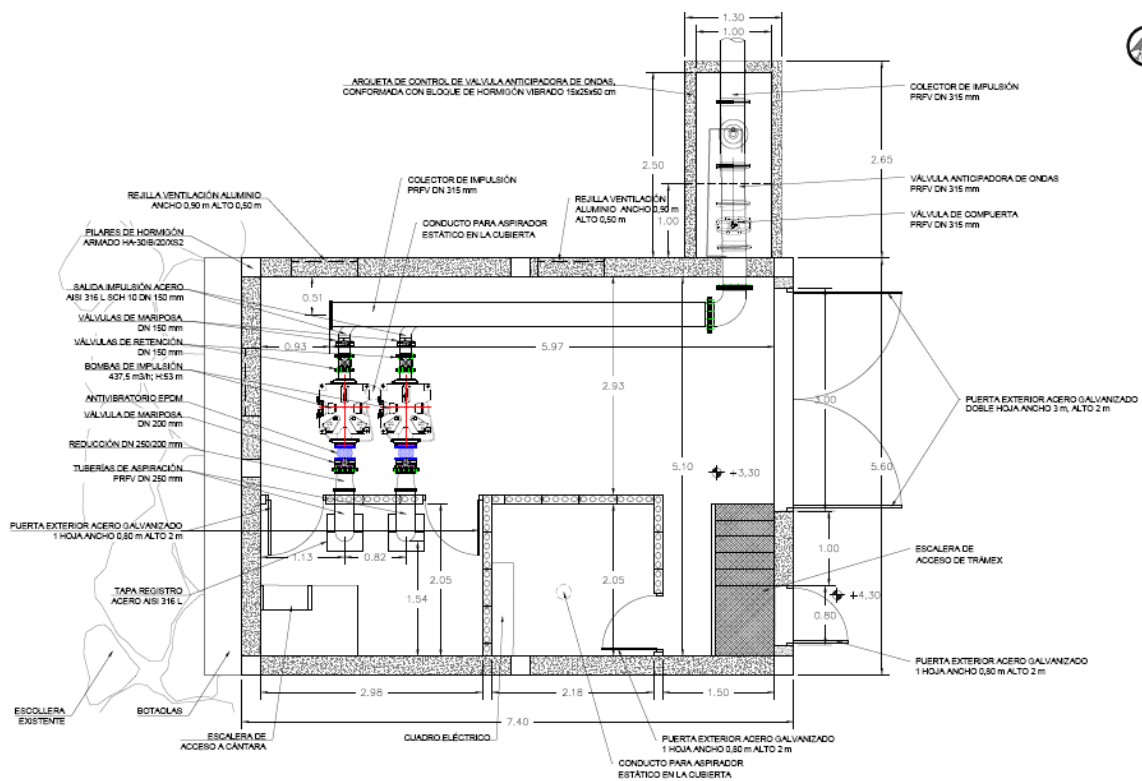 1.30
1.00
ARQUETA DE CONTROL DE VALVULA ANTICIPADORA DE ONDAS,
CONFORMADA CON BLOQUE DE HORMIGÓN VIBRADO 15x25x50 cm
COLECTOR DE IMPULSIÓN
PRFV DN 315 mm
2.50
2.65
COLECTOR DE IMPULSIÓN
PRFV DN 315 mm
REJILLA VENTILACIÓN ALUMINIO
ANCHO 0,90 m ALTO 0,50 m
REJILLA VENTILACIÓN
ALUMINIO ANCHO 0,90 m
ALTO 0,50 m
1.00
VÁLVULA ANTICIPADORA DE ONDAS
PRFV DN 315 mm
CONDUCTO PARA ASPIRADOR
ESTÁTICO EN LA CUBIERTA
VÁLVULA DE COMPUERTA
PRFV DN 315 mm
PILARES DE HORMIGÓN
ARMADO HA-30/B/20/XS2
SALIDA IMPULSIÓN ACERO
AISI 316 L SCH 10 DN 150 mm
0.51
VÁLVULAS DE MARIPOSA
DN 150 mm
VÁLVULAS DE RETENCIÓN
DN 150 mm
0.93
5.97
BOMBAS DE IMPULSIÓN
437,5 m3/h; H:53 m
2.93
3.00
PUERTA EXTERIOR ACERO GALVANIZADO
DOBLE HOJA ANCHO 3 m, ALTO 2 m
ANTIVIBRATORIO EPDM
VÁLVULA DE MARIPOSA
DN 200 mm
REDUCCIÓN DN 250/200 mm
TUBERÍAS DE ASPIRACIÓN
PRFV DN 250 mm
5.10
+3,30
5.60
PUERTA EXTERIOR ACERO GALVANIZADO
1 HOJA ANCHO 0,80 m ALTO 2 m
1.13
0.82
2.05
1.54
2.05
1.00
ESCALERA DE
ACCESO DE TRÁMEX
TAPA REGISTRO
ACERO AISI 316 L
+4,30
0.80
PUERTA EXTERIOR ACERO GALVANIZADO
1 HOJA ANCHO 0,80 m ALTO 2 m
2.98
2.18
1.50
ESCOLLERA
EXISTENTE
BOTAOLAS
7.40
ESCALERA DE
ACCESO A CÁNTARA
CUADRO ELÉCTRICO
PUERTA EXTERIOR ACERO GALVANIZADO
1 HOJA ANCHO 0,80 m ALTO 2 m
CONDUCTO PARA ASPIRADOR
ESTÁTICO EN LA CUBIERTA